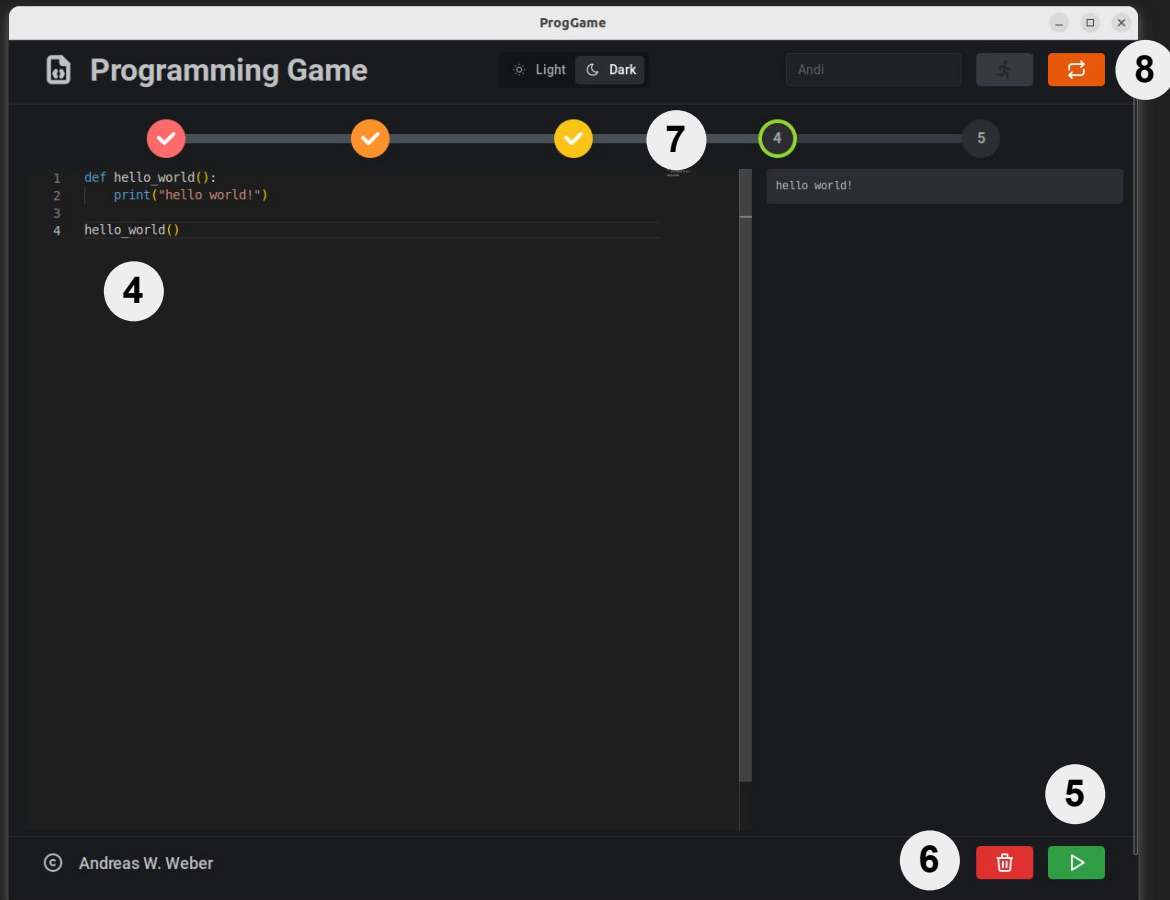 ProgGame
Programming Game
Light Dark
Andi
8
7
4
5
1 def hello_world():
2 print("hello world!")
3
4 hello_world()
hello world!
4
5
6
© Andreas W. Weber